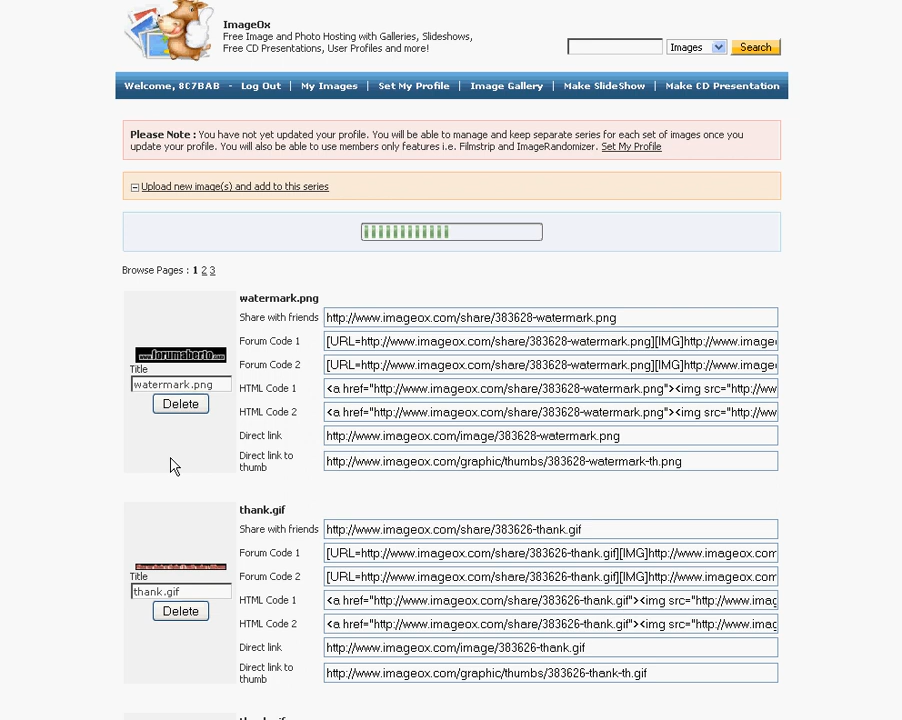 ImageOx
Free Image and Photo Hosting with Galleries, Slideshows,
Free CD Presentations, User Profiles and more!
Images
Search
Welcome, 8C7BAB - Log Out | My Images | Set My Profile | Image Gallery | Make SlideShow | Make CD Presentation
Please Note : You have not yet updated your profile. You will be able to manage and keep separate series for each set of images once you
update your profile. You will also be able to use members only features i.e. Filmstrip and ImageRandomizer. Set My Profile
Upload new image(s) and add to this series
Browse Pages : 1 2 3
watermark.png
Share with friends http://www.imageox.com/share/383628-watermark.png
Forum Code 1 [URL=http://www.imageox.com/share/383628-watermark.png][IMG]http://www.imageo
Forum Code 2 [URL=http://www.imageox.com/share/383628-watermark.png][IMG]http://www.imageo
HTML Code 1 <a href="http://www.imageox.com/share/383628-watermark.png"><img src="http://ww
HTML Code 2 <a href="http://www.imageox.com/share/383628-watermark.png"><img src="http://ww
Direct link http://www.imageox.com/image/383628-watermark.png
Direct link to
thumb http://www.imageox.com/graphic/thumbs/383628-watermark-th.png
www.forumaberto.com
Title
watermark.png
Delete
thank.gif
Share with friends http://www.imageox.com/share/383626-thank.gif
Forum Code 1 [URL=http://www.imageox.com/share/383626-thank.gif][IMG]http://www.imageox.com
Forum Code 2 [URL=http://www.imageox.com/share/383626-thank.gif][IMG]http://www.imageox.com
HTML Code 1 <a href="http://www.imageox.com/share/383626-thank.gif"><img src="http://www.imag
HTML Code 2 <a href="http://www.imageox.com/share/383626-thank.gif"><img src="http://www.imag
Direct link http://www.imageox.com/image/383626-thank.gif
Direct link to
thumb http://www.imageox.com/graphic/thumbs/383626-thank-th.gif
Title
thank.gif
Delete